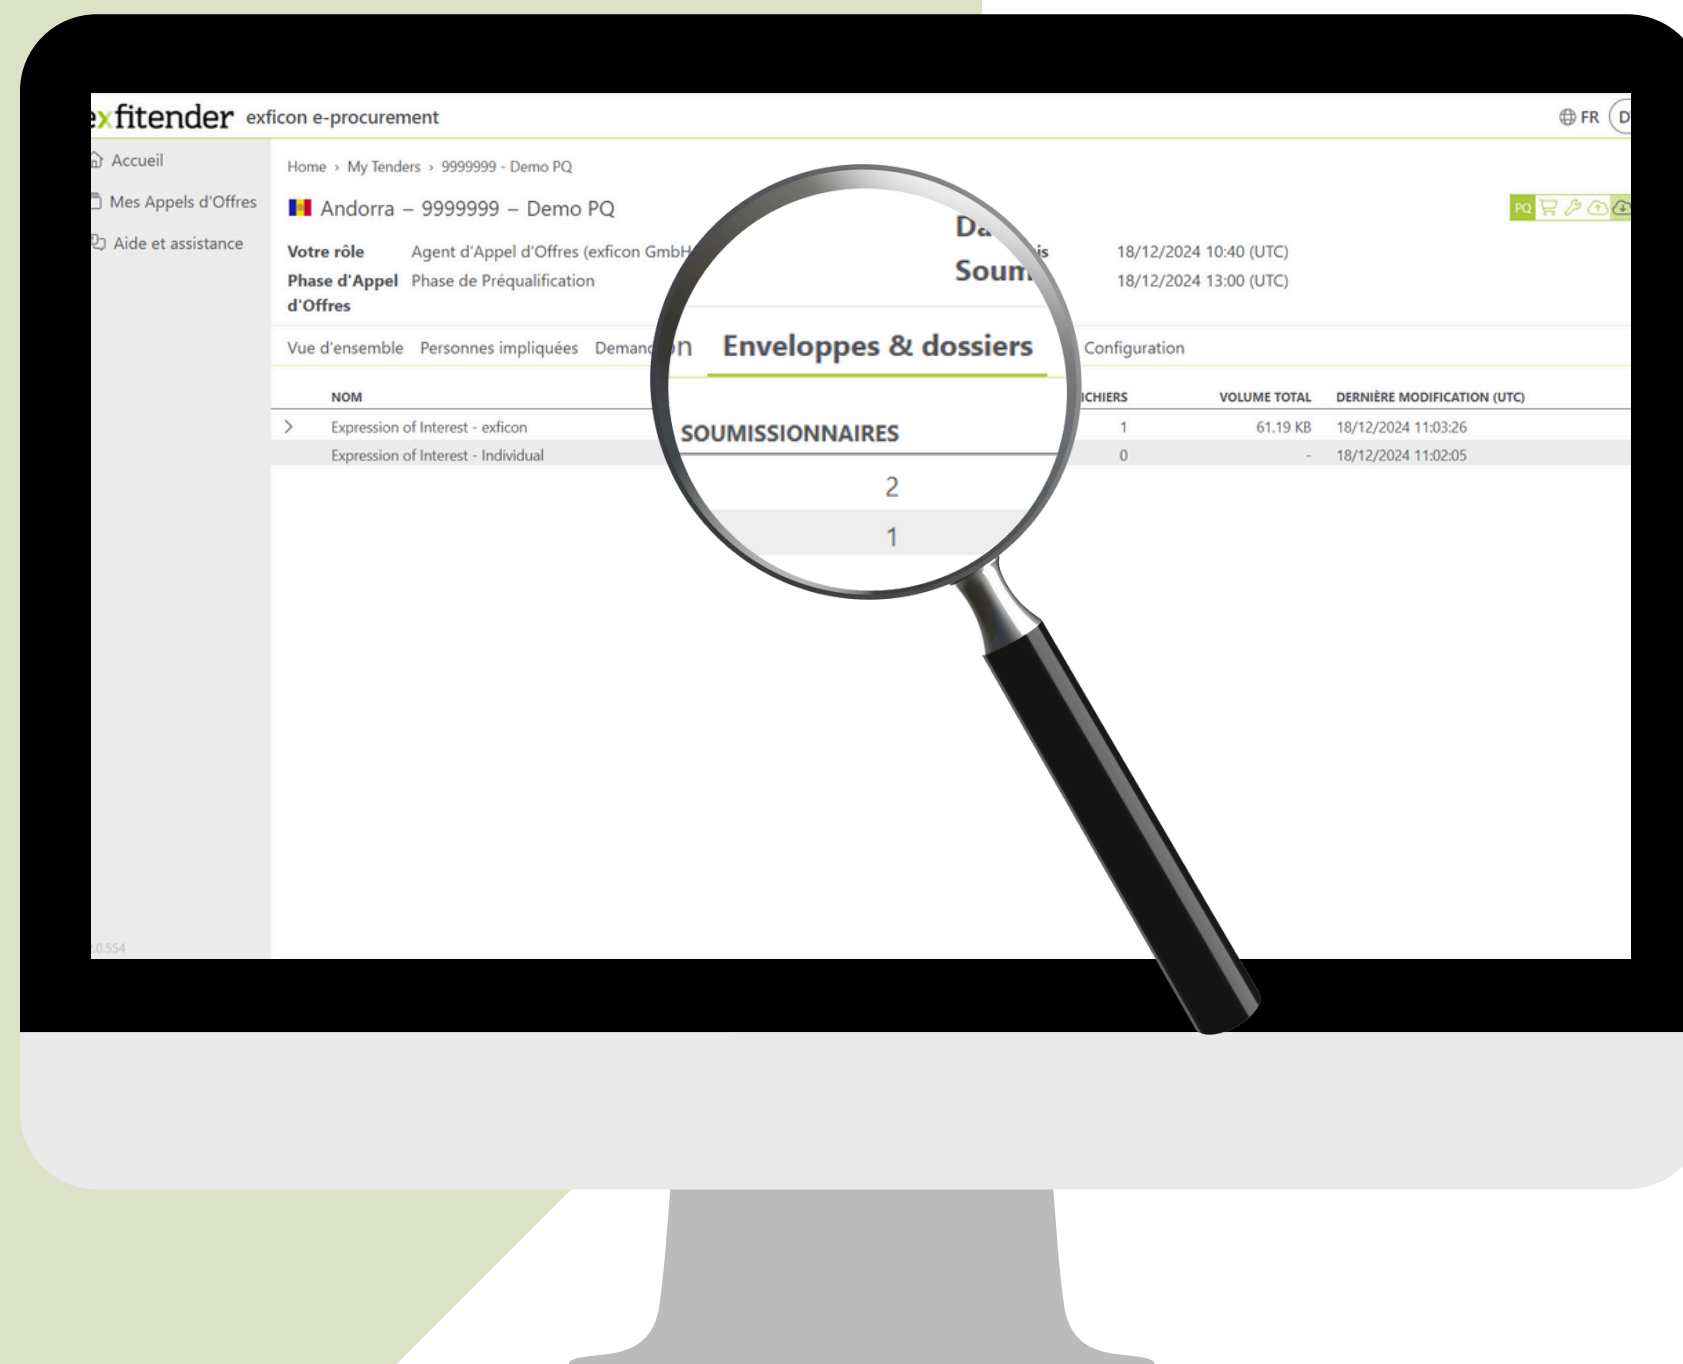 exfitender exficon e-procurement
FR
Accueil
Mes Appels d'Offres
Aide et assistance
Home › My Tenders › 9999999 - Demo PQ
Andorra – 9999999 – Demo PQ
PQ
Votre rôle Agent d'Appel d'Offres (exficon GmbH
18/12/2024 10:40 (UTC)
Phase d'Appel d'Offres Phase de Préqualification
18/12/2024 13:00 (UTC)
Vue d'ensemble Personnes impliquées Enveloppes & dossiers Configuration
NOM SOUMISSIONNAIRES VOLUME TOTAL DERNIÈRE MODIFICATION (UTC)
Expression of Interest - exficon 2 1 61.19 KB 18/12/2024 11:03:26
Expression of Interest - Individual 1 0 - 18/12/2024 11:02:05
.0.554